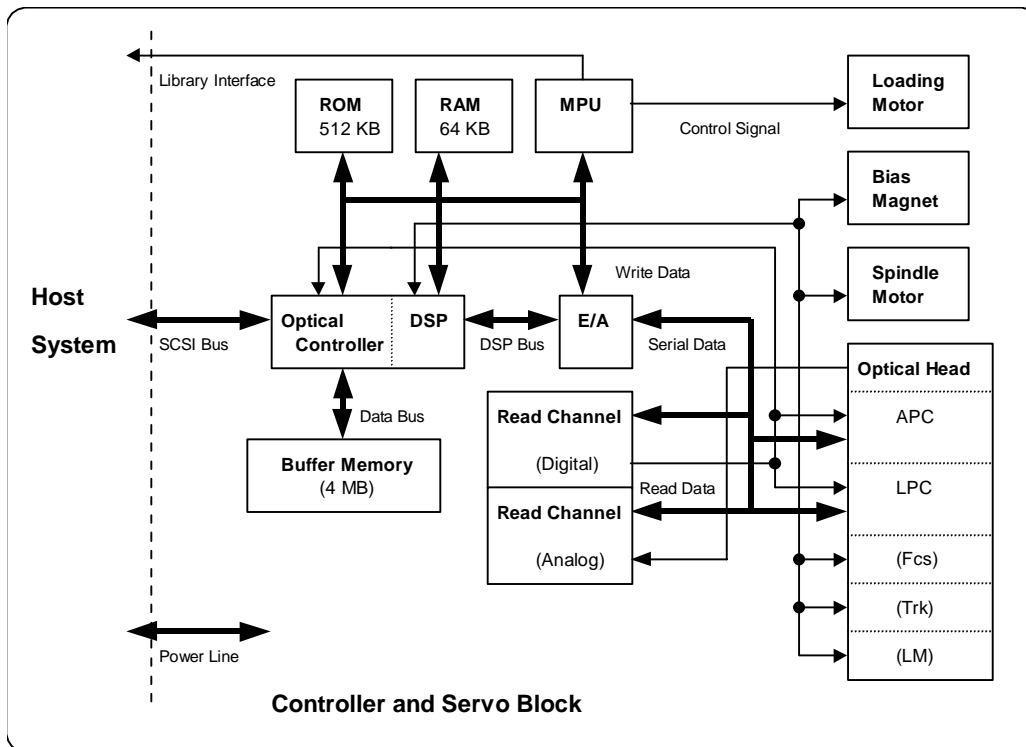 Library Interface
ROM
512 KB
RAM
64 KB
MPU
Control Signal
Loading
Motor
Bias
Magnet
Write Data
Spindle
Motor
Host
System
SCSI Bus
Optical
Controller
DSP
DSP Bus
E/A
Serial Data
Optical Head
APC
LPC
(Fcs)
(Trk)
(LM)
Data Bus
Buffer Memory
(4 MB)
Read Channel
(Digital)
Read Data
Read Channel
(Analog)
Power Line
Controller and Servo Block